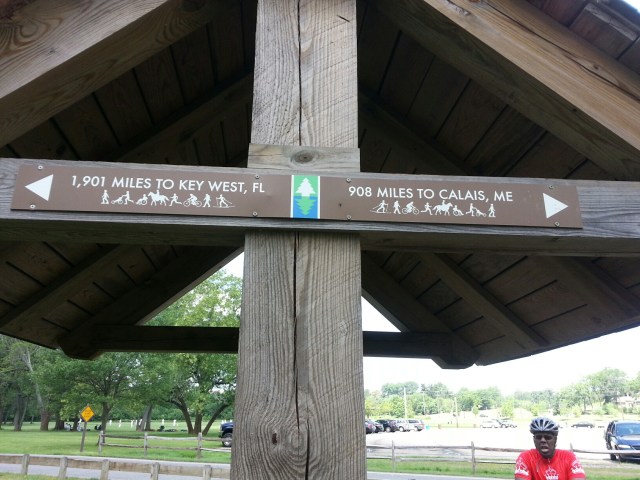 1,901 MILES TO KEY WEST, FL
908 MILES TO CALAIS, ME